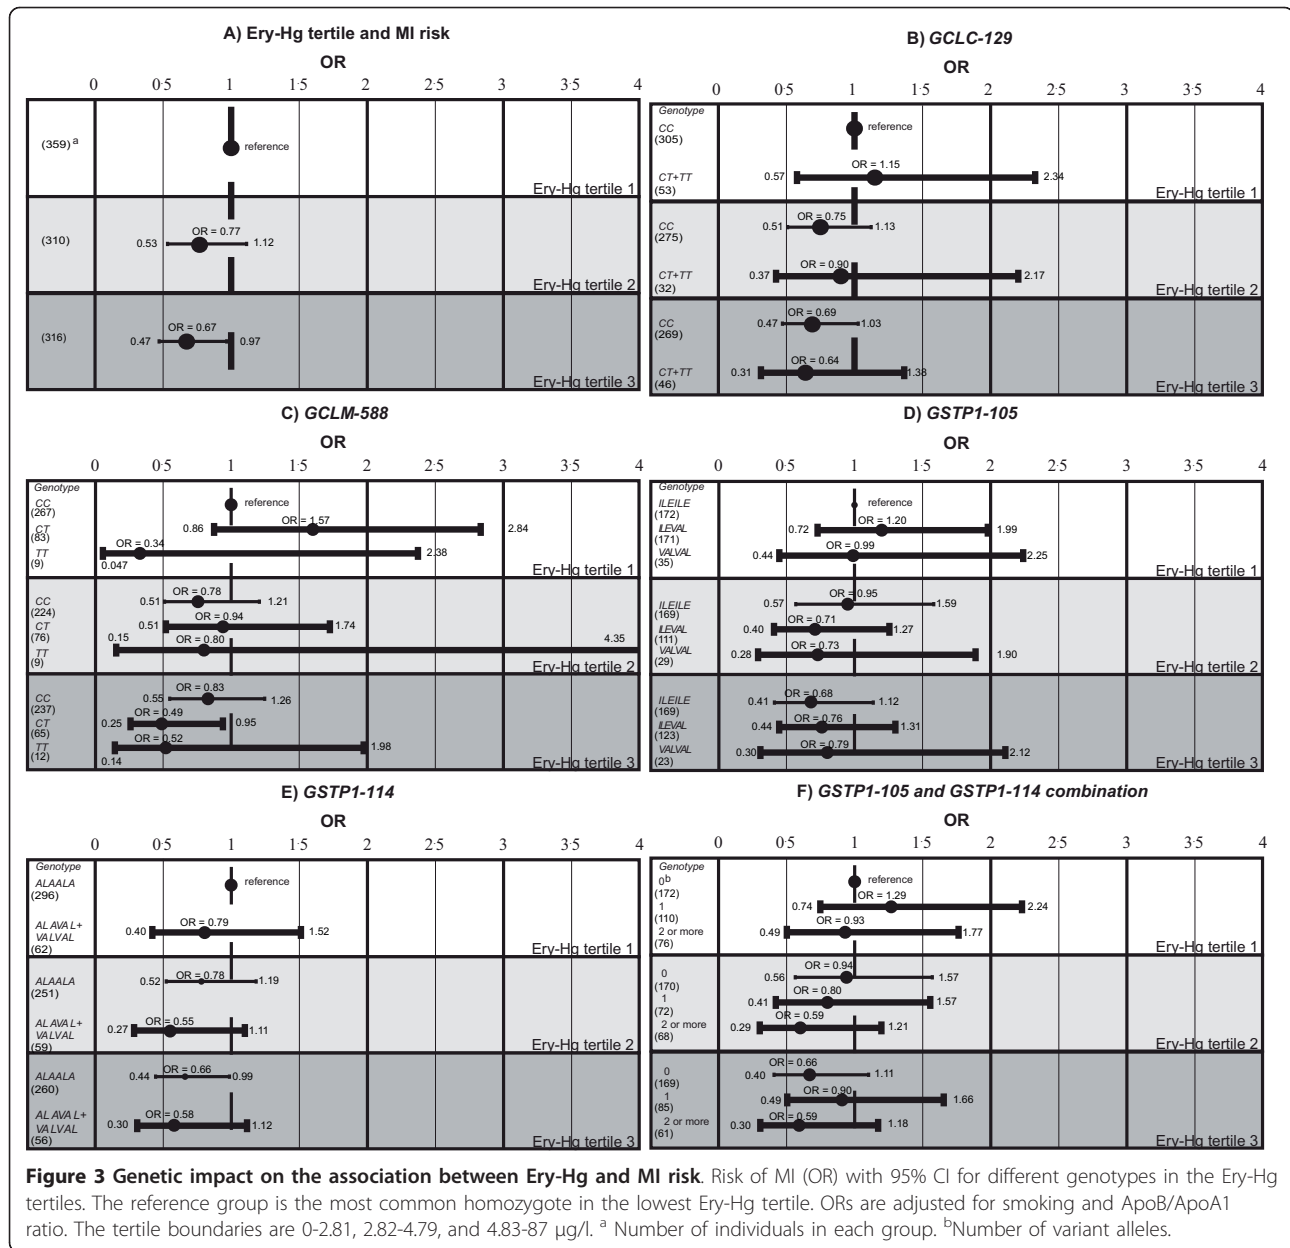 A) Ery-Hg tertile and MI risk
OR
0 0·5 1 1·5 2 2·5 3 3·5 4
(359) a
reference
Ery-Hg tertile 1
(310)
OR = 0.77
0.53 1.12
Ery-Hg tertile 2
(316)
OR = 0.67
0.47 0.97
Ery-Hg tertile 3
B) GCLC-129
OR
0 0·5 1 1·5 2 2·5 3 3·5 4
Genotype
CC
(305)
reference
CT+TT
(53)
OR = 1.15
0.57 2.34
Ery-Hg tertile 1
CC
(275)
OR = 0.75
0.51 1.13
CT+TT
(32)
OR = 0.90
0.37 2.17
Ery-Hg tertile 2
CC
(269)
OR = 0.69
0.47 1.03
CT+TT
(46)
OR = 0.64
0.31 1.38
Ery-Hg tertile 3
C) GCLM-588
OR
0 0·5 1 1·5 2 2·5 3 3·5 4
Genotype
CC
(267)
reference
CT
(83)
OR = 1.57
0.86 2.84
TT
(9)
OR = 0.34
0.047 2.38
Ery-Hg tertile 1
CC
(224)
OR = 0.78
0.51 1.21
CT
(76)
OR = 0.94
0.51 1.74
TT
(9)
OR = 0.80
0.15 4.35
Ery-Hg tertile 2
CC
(237)
OR = 0.83
0.55 1.26
CT
(65)
OR = 0.49
0.25 0.95
TT
(12)
OR = 0.52
0.14 1.98
Ery-Hg tertile 3
D) GSTP1-105
OR
0 0·5 1 1·5 2 2·5 3 3·5 4
Genotype
ILEILE
(172)
reference
ILEVAL
(171)
OR = 1.20
0.72 1.99
VALVAL
(35)
OR = 0.99
0.44 2.25
Ery-Hg tertile 1
ILEILE
(169)
OR = 0.95
0.57 1.59
ILEVAL
(111)
OR = 0.71
0.40 1.27
VALVAL
(29)
OR = 0.73
0.28 1.90
Ery-Hg tertile 2
ILEILE
(169)
OR = 0.68
0.41 1.12
ILEVAL
(123)
OR = 0.76
0.44 1.31
VALVAL
(23)
OR = 0.79
0.30 2.12
Ery-Hg tertile 3
E) GSTP1-114
OR
0 0·5 1 1·5 2 2·5 3 3·5 4
Genotype
ALAALA
(296)
reference
ALAVAL+
VALVAL
(62)
OR = 0.79
0.40 1.52
Ery-Hg tertile 1
ALAALA
(251)
OR = 0.78
0.52 1.19
ALAVAL+
VALVAL
(59)
OR = 0.55
0.27 1.11
Ery-Hg tertile 2
ALAALA
(260)
OR = 0.66
0.44 0.99
ALAVAL+
VALVAL
(56)
OR = 0.58
0.30 1.12
Ery-Hg tertile 3
F) GSTP1-105 and GSTP1-114 combination
OR
0 0·5 1 1·5 2 2·5 3 3·5 4
Genotype
0b
(172)
reference
1
(110)
OR = 1.29
0.74 2.24
2 or more
(76)
OR = 0.93
0.49 1.77
Ery-Hg tertile 1
0
(170)
OR = 0.94
0.56 1.57
1
(72)
OR = 0.80
0.41 1.57
2 or more
(68)
OR = 0.59
0.29 1.21
Ery-Hg tertile 2
0
(169)
OR = 0.66
0.40 1.11
1
(85)
OR = 0.90
0.49 1.66
2 or more
(61)
OR = 0.59
0.30 1.18
Ery-Hg tertile 3
Figure 3 Genetic impact on the association between Ery-Hg and MI risk. Risk of MI (OR) with 95% CI for different genotypes in the Ery-Hg
tertiles. The reference group is the most common homozygote in the lowest Ery-Hg tertile. ORs are adjusted for smoking and ApoB/ApoA1
ratio. The tertile boundaries are 0-2.81, 2.82-4.79, and 4.83-87 µg/l. a Number of individuals in each group. bNumber of variant alleles.